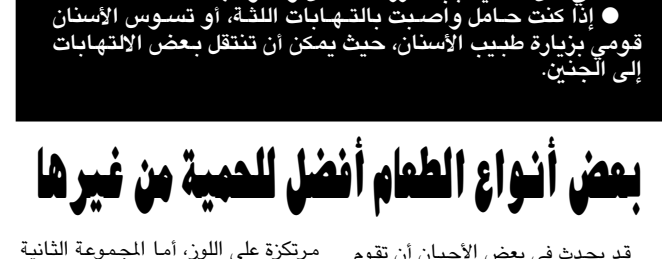 ● إذا كنت حامل وأصبت بالتهابات اللثة، أو تسوس الأسنان
قومي بزيارة طبيب الأسنان، حيث يمكن أن تنتقل بعض الالتهابات
إلى الجنين.
بعض أنواع الطعام أفضل للحمية من غيرها
قد يحدث في بعض الأحيان أن تقوم
مرتكزة على اللوز، أما المجموعة الثانية